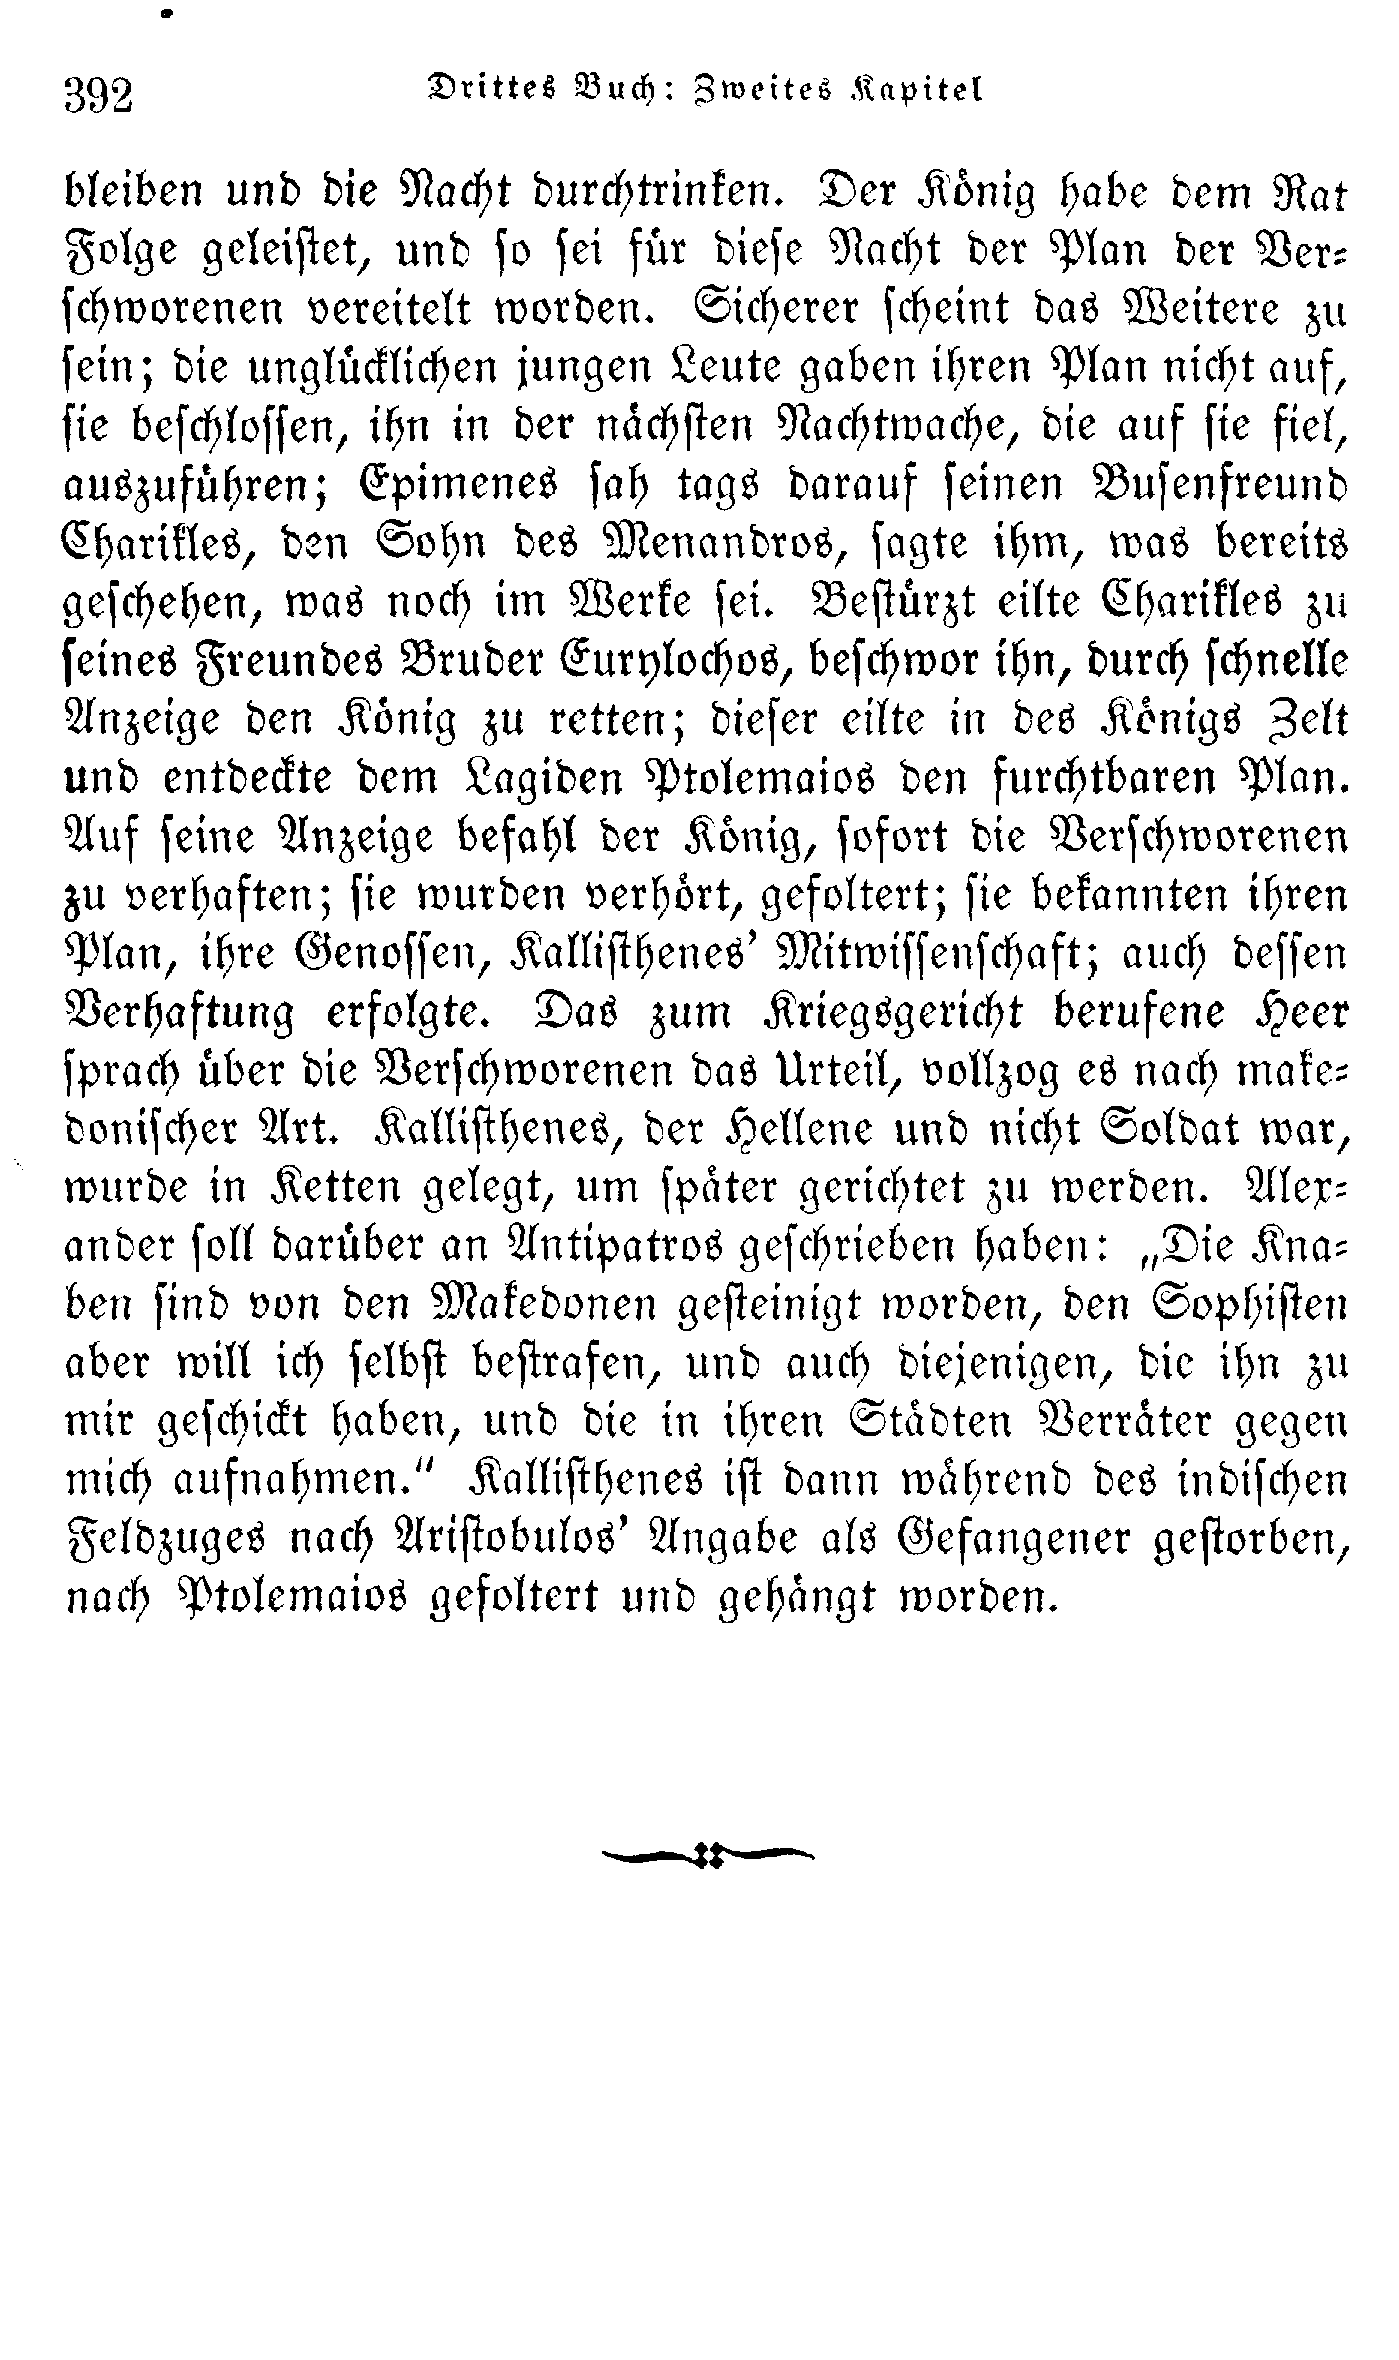 392 Drittes Buch: Zweites Kapitel
bleiben und die Nacht durchtrinken. Der König habe dem Rat
Folge geleistet, und so sei für diese Nacht der Plan der Ver-
schworenen vereitelt worden. Sicherer scheint das Weitere zu
sein; die unglücklichen jungen Leute gaben ihren Plan nicht auf,
sie beschlossen, ihn in der nächsten Nachtwache, die auf sie fiel,
auszuführen; Epimenes sah tags darauf seinen Busenfreund
Charikles, den Sohn des Menandros, sagte ihm, was bereits
geschehen, was noch im Werke sei. Bestürzt eilte Charikles zu
seines Freundes Bruder Eurylochos, beschwor ihn, durch schnelle
Anzeige den König zu retten; dieser eilte in des Königs Zelt
und entdeckte dem Lagiden Ptolemaios den furchtbaren Plan.
Auf seine Anzeige befahl der König, sofort die Verschworenen
zu verhaften; sie wurden verhört, gefoltert; sie bekannten ihren
Plan, ihre Genossen, Kallisthenes’ Mitwissenschaft; auch dessen
Verhaftung erfolgte. Das zum Kriegsgericht berufene Heer
sprach über die Verschworenen das Urteil, vollzog es nach make-
donischer Art. Kallisthenes, der Hellene und nicht Soldat war,
wurde in Ketten gelegt, um später gerichtet zu werden. Alex-
ander soll darüber an Antipatros geschrieben haben: „Die Kna-
ben sind von den Makedonen gesteinigt worden, den Sophisten
aber will ich selbst bestrafen, und auch diejenigen, die ihn zu
mir geschickt haben, und die in ihren Städten Verräter gegen
mich aufnahmen.“ Kallisthenes ist dann während des indischen
Feldzuges nach Aristobulos’ Angabe als Gefangener gestorben,
nach Ptolemaios gefoltert und gehängt worden.